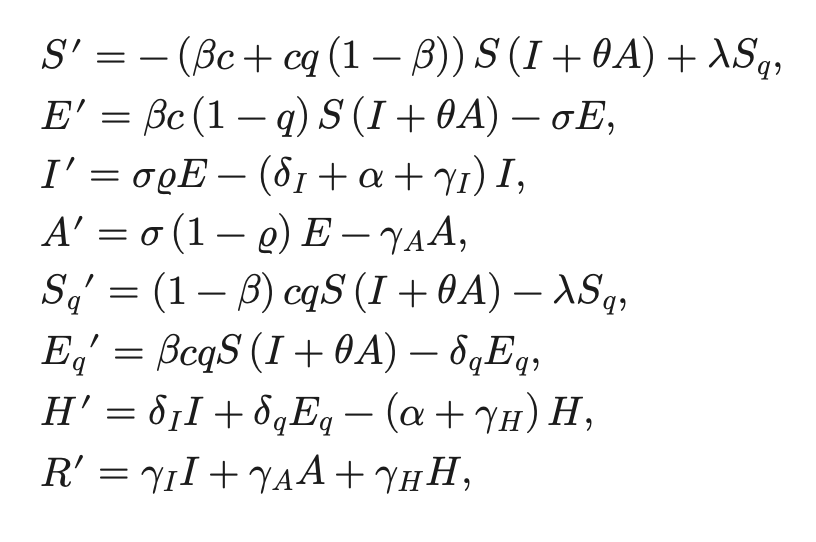 S′ = −(βc + cq(1 − β)) S (I + θA) + λS_q,
E′ = βc(1 − q) S (I + θA) − σE,
I′ = σϱE − (δ_I + α + γ_I) I,
A′ = σ(1 − ϱ) E − γ_A A,
S_q′ = (1 − β) cqS (I + θA) − λS_q,
E_q′ = βcqS (I + θA) − δ_q E_q,
H′ = δ_I I + δ_q E_q − (α + γ_H) H,
R′ = γ_I I + γ_A A + γ_H H,